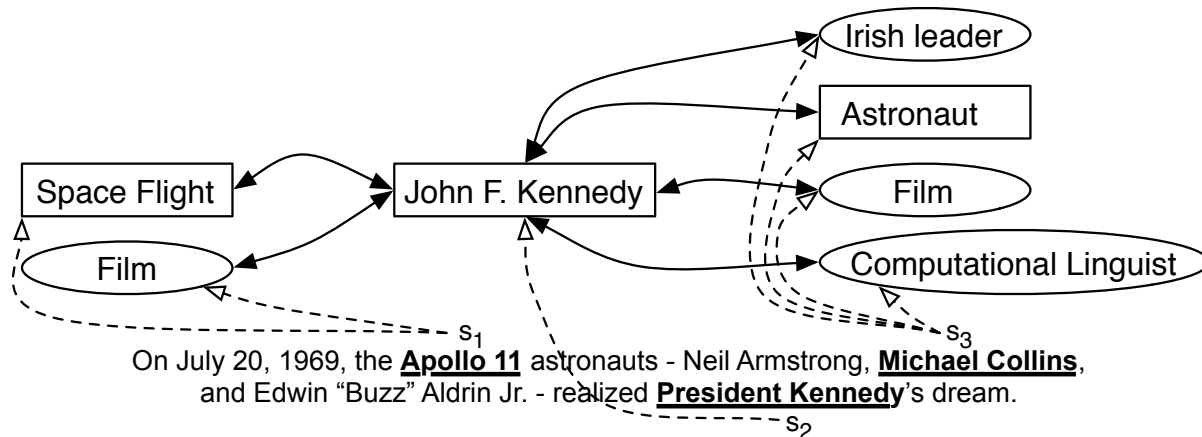 Irish leader
Astronaut
Space Flight
John F. Kennedy
Film
Film
Computational Linguist
s1
s3
On July 20, 1969, the Apollo 11 astronauts - Neil Armstrong, Michael Collins,
and Edwin “Buzz” Aldrin Jr. - realized President Kennedy’s dream.
s2